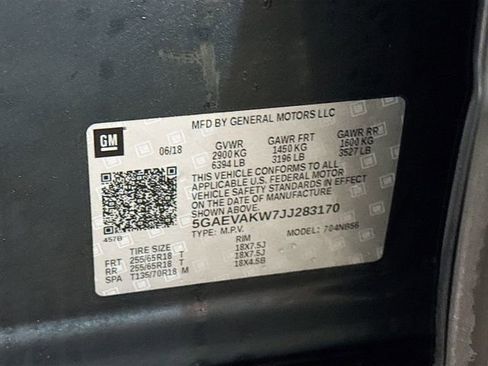 MFD BY GENERAL MOTORS LLC
GM
06/18 GVWR GAWR FRT GAWR RR
2900 KG 1450 KG 1600 KG
6394 LB 3196 LB 3527 LB
THIS VEHICLE CONFORMS TO ALL
APPLICABLE U.S. FEDERAL MOTOR
VEHICLE SAFETY STANDARDS IN EFFECT
ON THE DATE OF MANUFACTURE
SHOWN ABOVE.
5GAEVAKW7JJ283170
TYPE: M.P.V. MODEL: 704NB56
457B
TIRE SIZE RIM
FRT 255/65R18 T 18X7.5J
RR 255/65R18 T 18X7.5J
SPA T135/70R18 M 18X4.5B